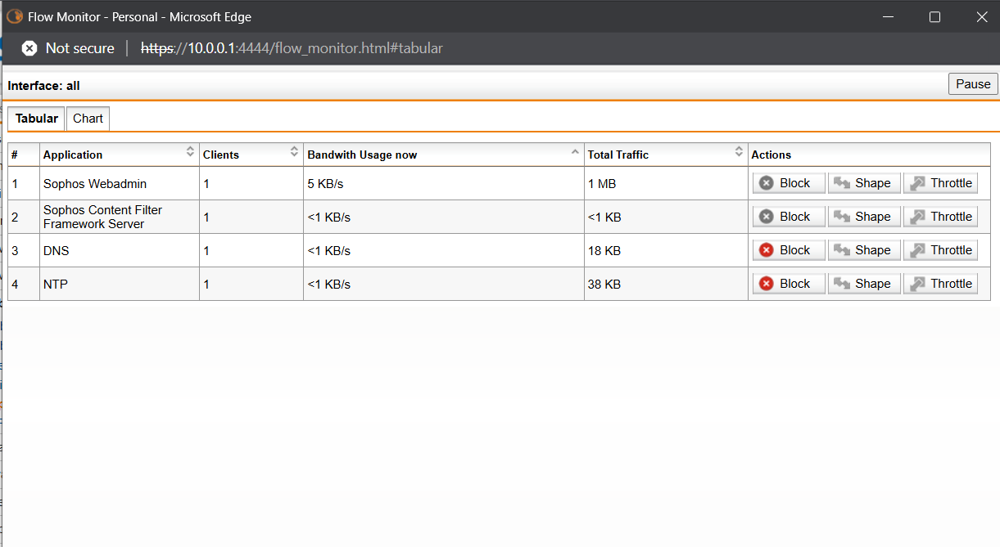 Flow Monitor - Personal - Microsoft Edge
Not secure https://10.0.0.1:4444/flow_monitor.html#tabular
Interface: all Pause
Tabular Chart
# Application Clients Bandwith Usage now Total Traffic Actions
1 Sophos Webadmin 1 5 KB/s 1 MB Block Shape Throttle
2 Sophos Content Filter 1 <1 KB/s <1 KB Block Shape Throttle
Framework Server
3 DNS 1 <1 KB/s 18 KB Block Shape Throttle
4 NTP 1 <1 KB/s 38 KB Block Shape Throttle